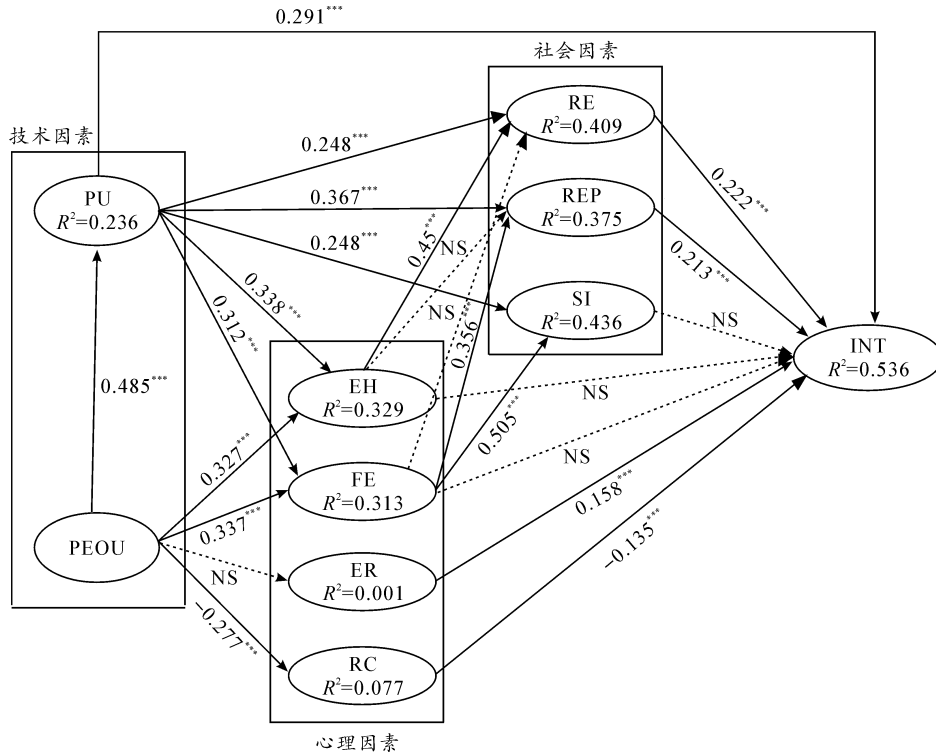 0.291***
社会因素
技术因素
RE
R²=0.409
0.248***
PU
R²=0.236
0.367***
REP
R²=0.375
0.222***
0.45***
NS
0.248***
0.213***
NS
SI
R²=0.436
NS
0.338***
0.312***
0.356***
INT
R²=0.536
EH
R²=0.329
NS
0.485***
0.505***
0.327***
FE
R²=0.313
NS
0.158***
0.337***
PEOU
NS
ER
R²=0.001
−0.135***
−0.277***
RC
R²=0.077
心理因素